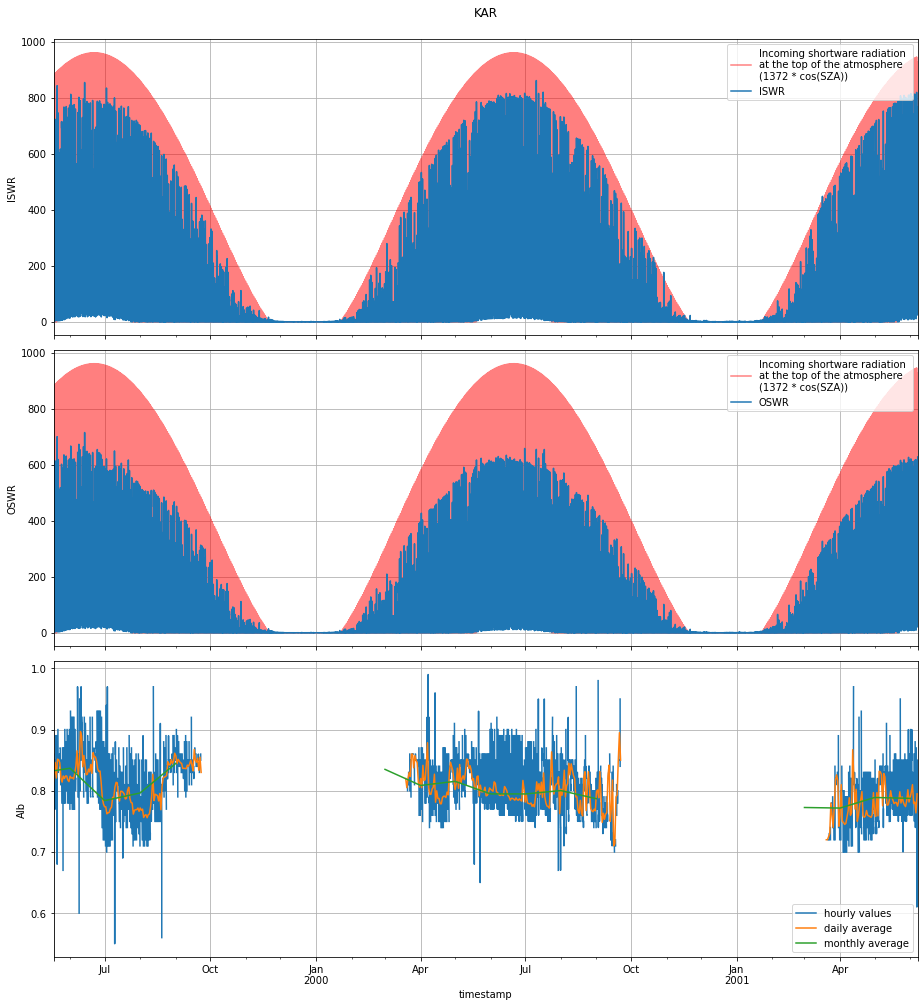 KAR
1000
800
600
400
200
0
ISWR
Incoming shortware radiation
at the top of the atmosphere
(1372 * cos(SZA))
ISWR
1000
800
600
400
200
0
OSWR
Incoming shortware radiation
at the top of the atmosphere
(1372 * cos(SZA))
OSWR
1.0
0.9
0.8
0.7
0.6
Alb
hourly values
daily average
monthly average
Jul Oct Jan Apr Jul Oct Jan Apr
2000 2001
timestamp